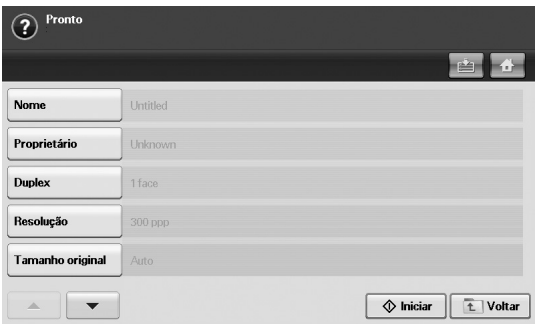 Pronto
Nome Untitled
Proprietário Unknown
Duplex 1 face
Resolução 300 ppp
Tamanho original Auto
Iniciar Voltar